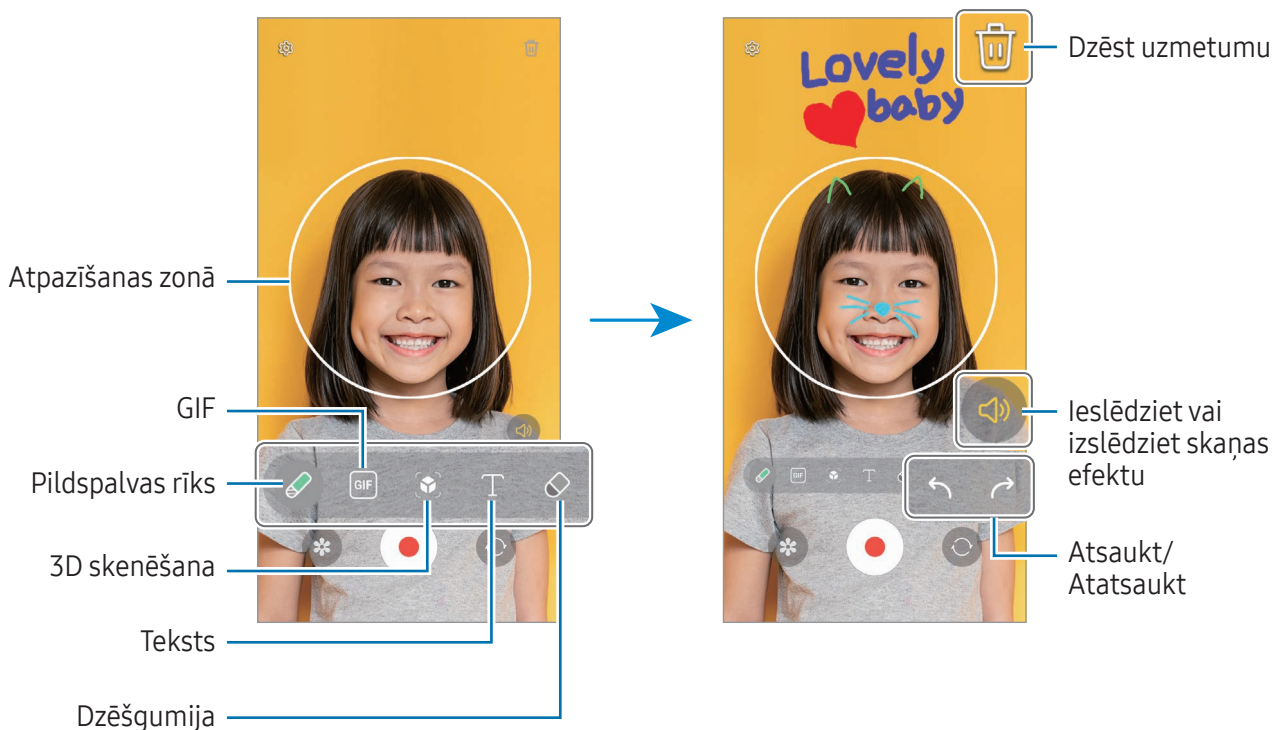 Atpazīšanas zonā
GIF
Pildspalvas rīks
3D skenēšana
Teksts
Dzēšgumija
GIF
T
Lovely
baby
Dzēst uzmetumu
Ieslēdziet vai
izslēdziet skaņas
efektu
GIF
T
Atsaukt/
Atatsaukt